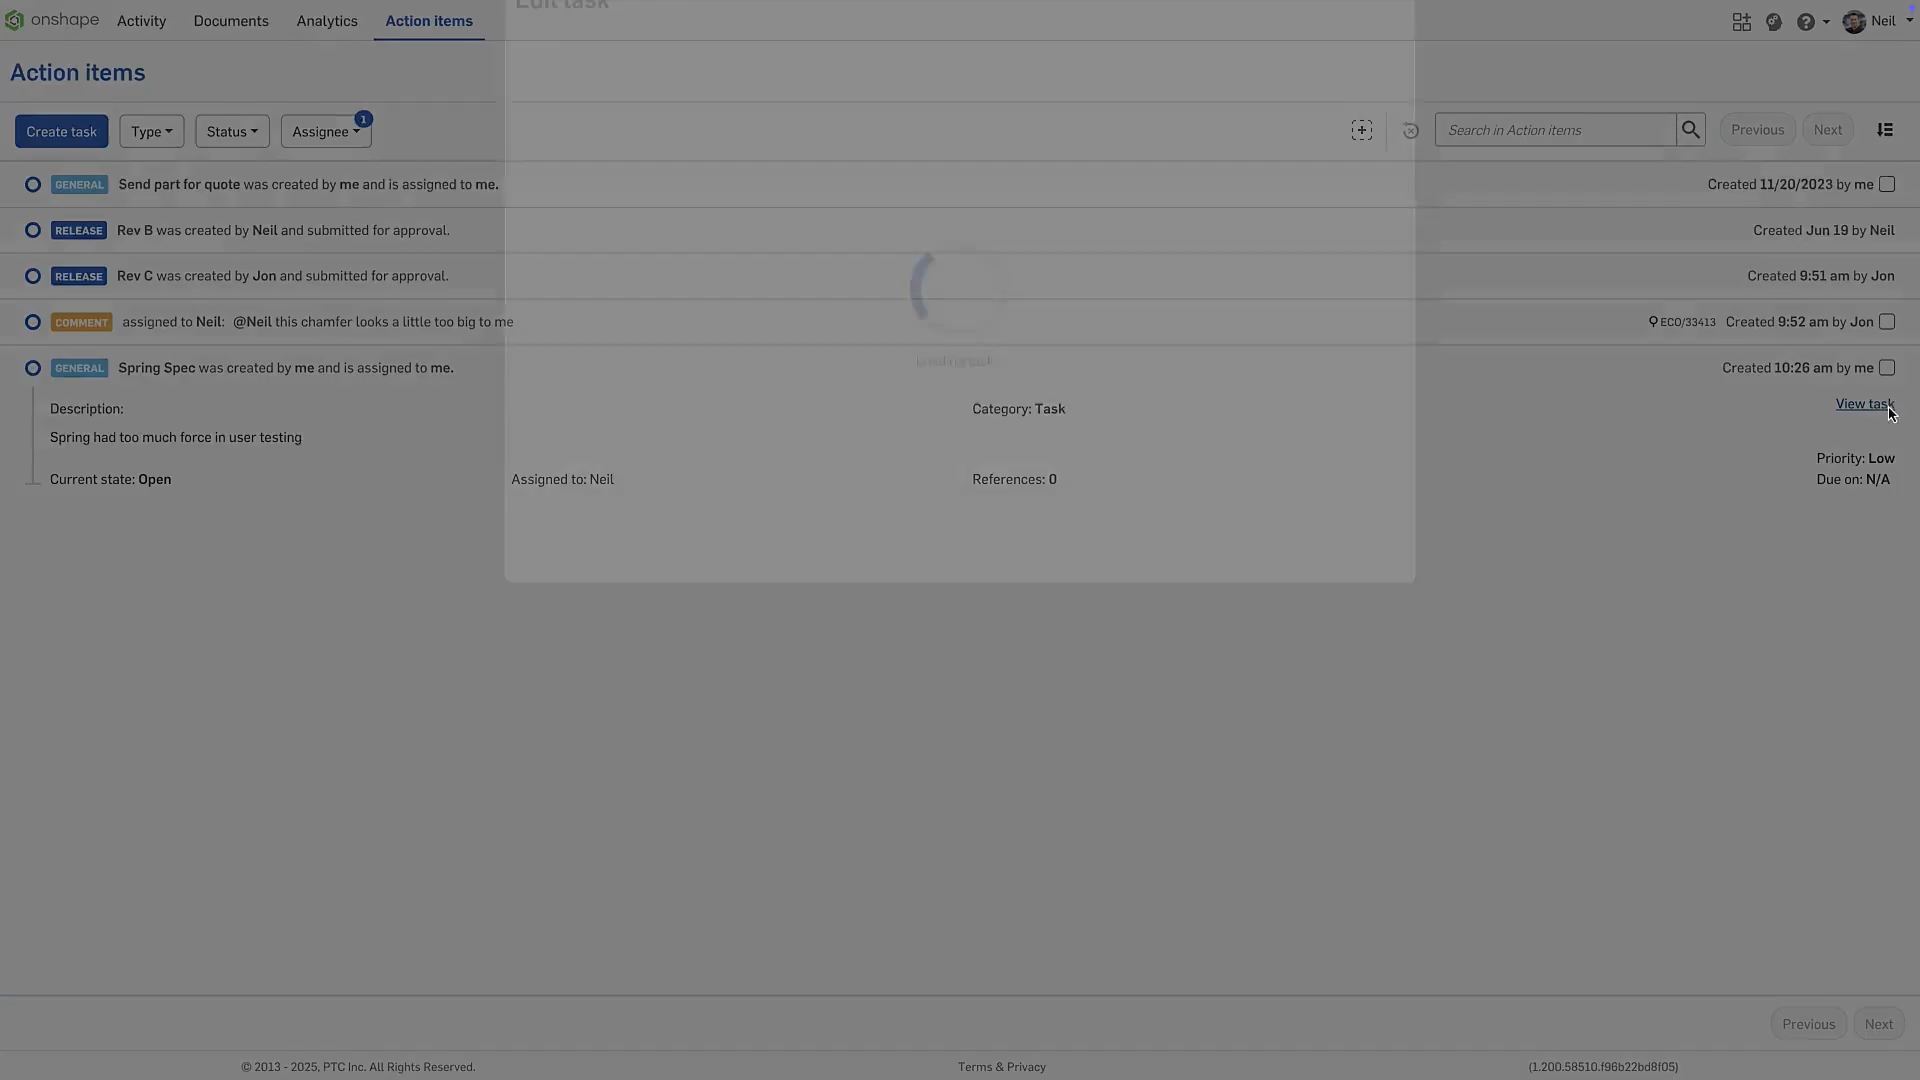 onshape Activity Documents Analytics Action items Edit task Neil
Action items
Create task Type Status Assignee 1 Search in Action items Previous Next
GENERAL Send part for quote was created by me and is assigned to me. Created 11/20/2023 by me
RELEASE Rev B was created by Neil and submitted for approval. Created Jun 19 by Neil
RELEASE Rev C was created by Jon and submitted for approval. Created 9:51 am by Jon
COMMENT assigned to Neil: @Neil this chamfer looks a little too big to me ECO/33413 Created 9:52 am by Jon
GENERAL Spring Spec was created by me and is assigned to me. Created 10:26 am by me
Description: Category: Task View task
Spring had too much force in user testing
Priority: Low
Current state: Open Assigned to: Neil References: 0 Due on: N/A
Previous Next
© 2013 - 2025, PTC Inc. All Rights Reserved. Terms & Privacy (1.200.58510.f96b22bd8f05)